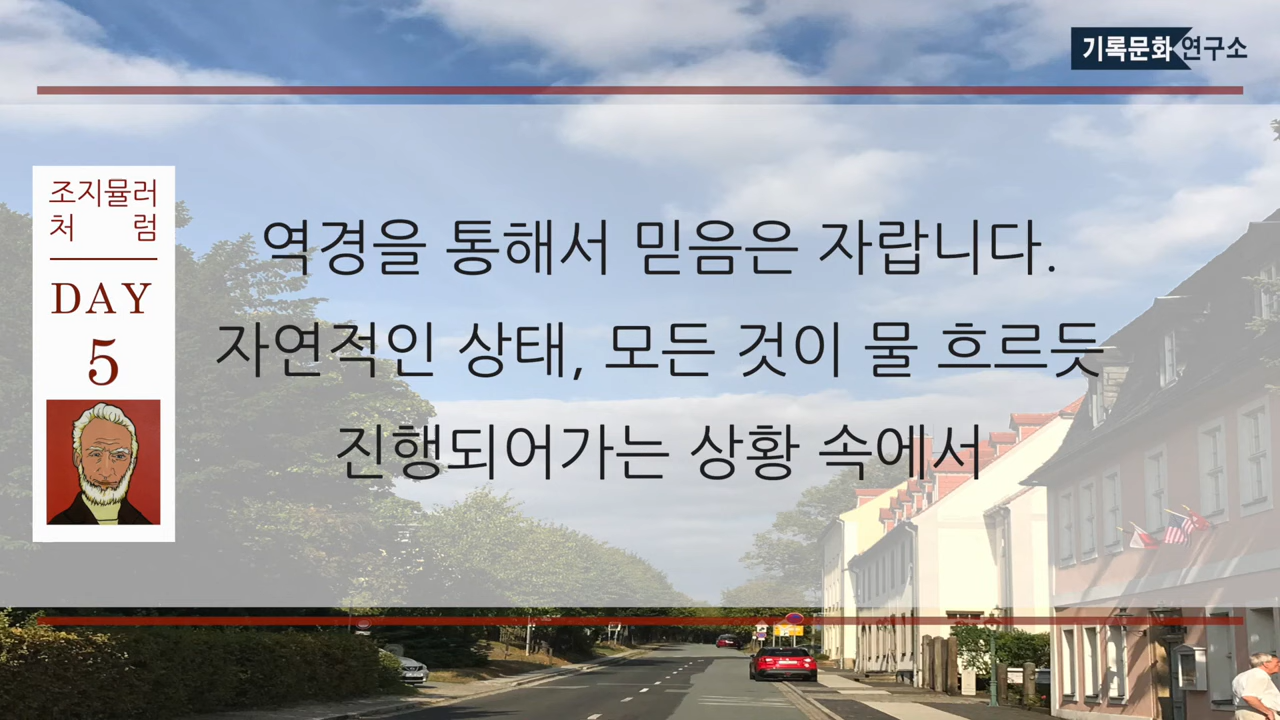 기록문화 연구소
조지뮬러
처 럼
DAY
5
역경을 통해서 믿음은 자랍니다.
자연적인 상태, 모든 것이 물 흐르듯
진행되어가는 상황 속에서